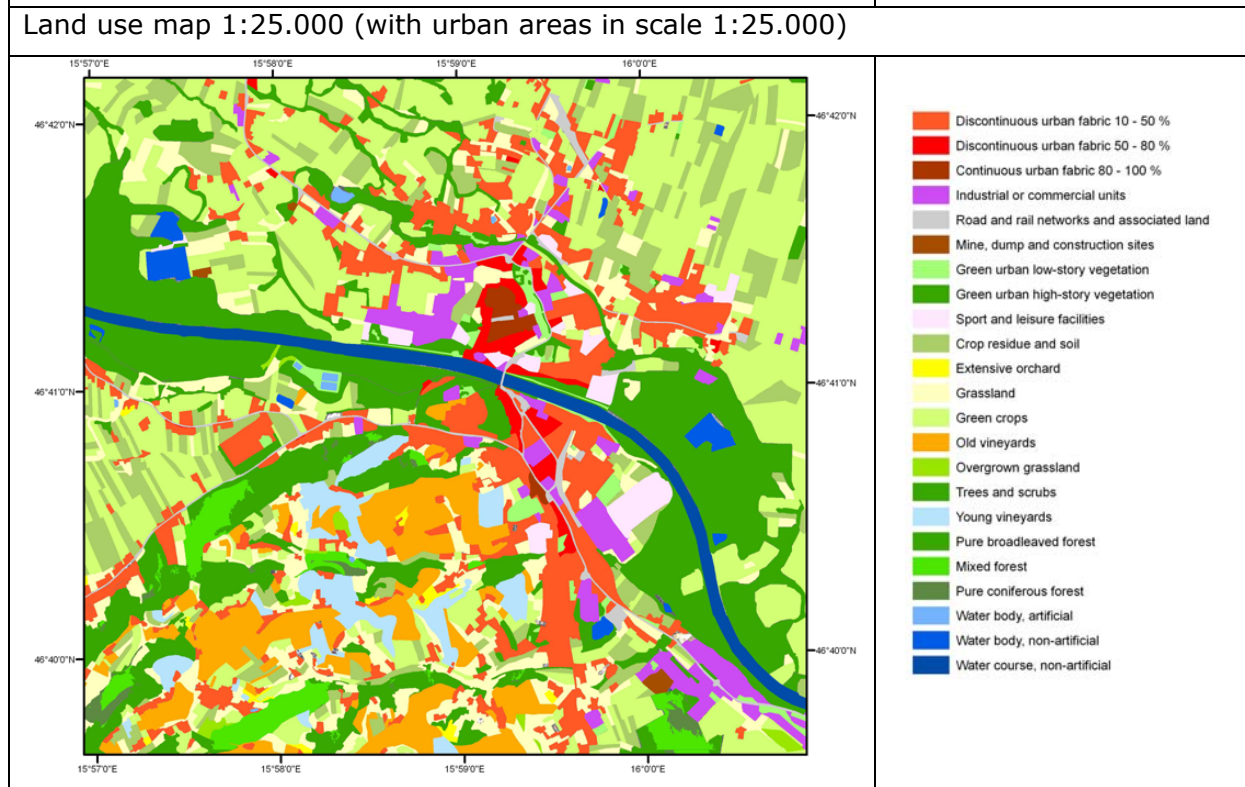 Land use map 1:25.000 (with urban areas in scale 1:25.000)
15°57'0"E 15°58'0"E 15°59'0"E 16°0'0"E
46°42'0"N 46°42'0"N
46°41'0"N 46°41'0"N
46°40'0"N 46°40'0"N
15°57'0"E 15°58'0"E 15°59'0"E 16°0'0"E
Discontinuous urban fabric 10 - 50 %
Discontinuous urban fabric 50 - 80 %
Continuous urban fabric 80 - 100 %
Industrial or commercial units
Road and rail networks and associated land
Mine, dump and construction sites
Green urban low-story vegetation
Green urban high-story vegetation
Sport and leisure facilities
Crop residue and soil
Extensive orchard
Grassland
Green crops
Old vineyards
Overgrown grassland
Trees and scrubs
Young vineyards
Pure broadleaved forest
Mixed forest
Pure coniferous forest
Water body, artificial
Water body, non-artificial
Water course, non-artificial